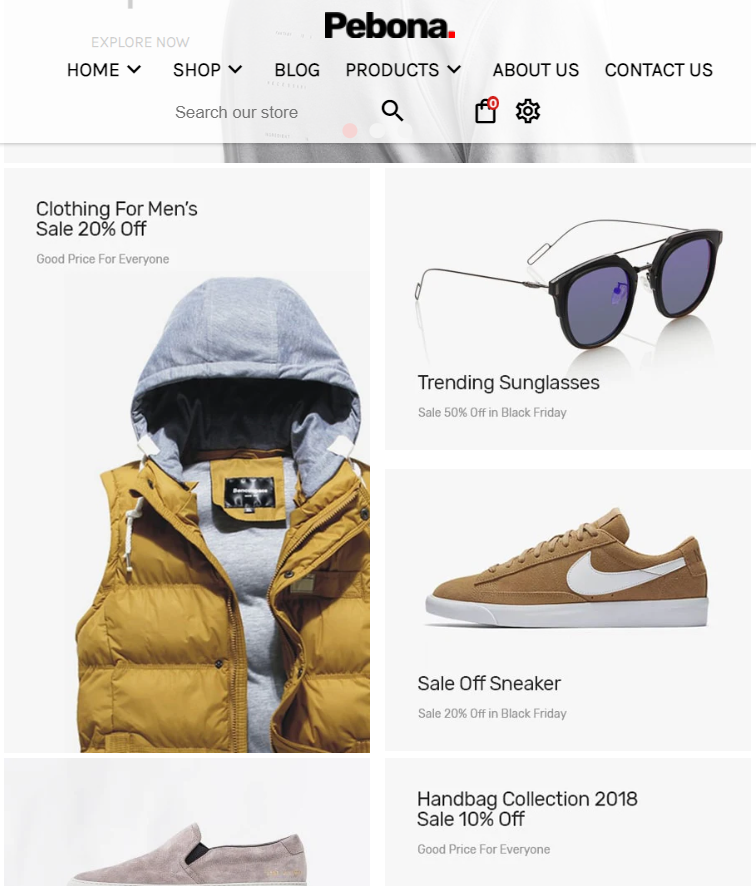 Pebona.
EXPLORE NOW
HOME SHOP BLOG PRODUCTS ABOUT US CONTACT US
Search our store
0
Clothing For Men's
Sale 20% Off
Good Price For Everyone
Trending Sunglasses
Sale 50% Off in Black Friday
Sale Off Sneaker
Sale 20% Off in Black Friday
Handbag Collection 2018
Sale 10% Off
Good Price For Everyone